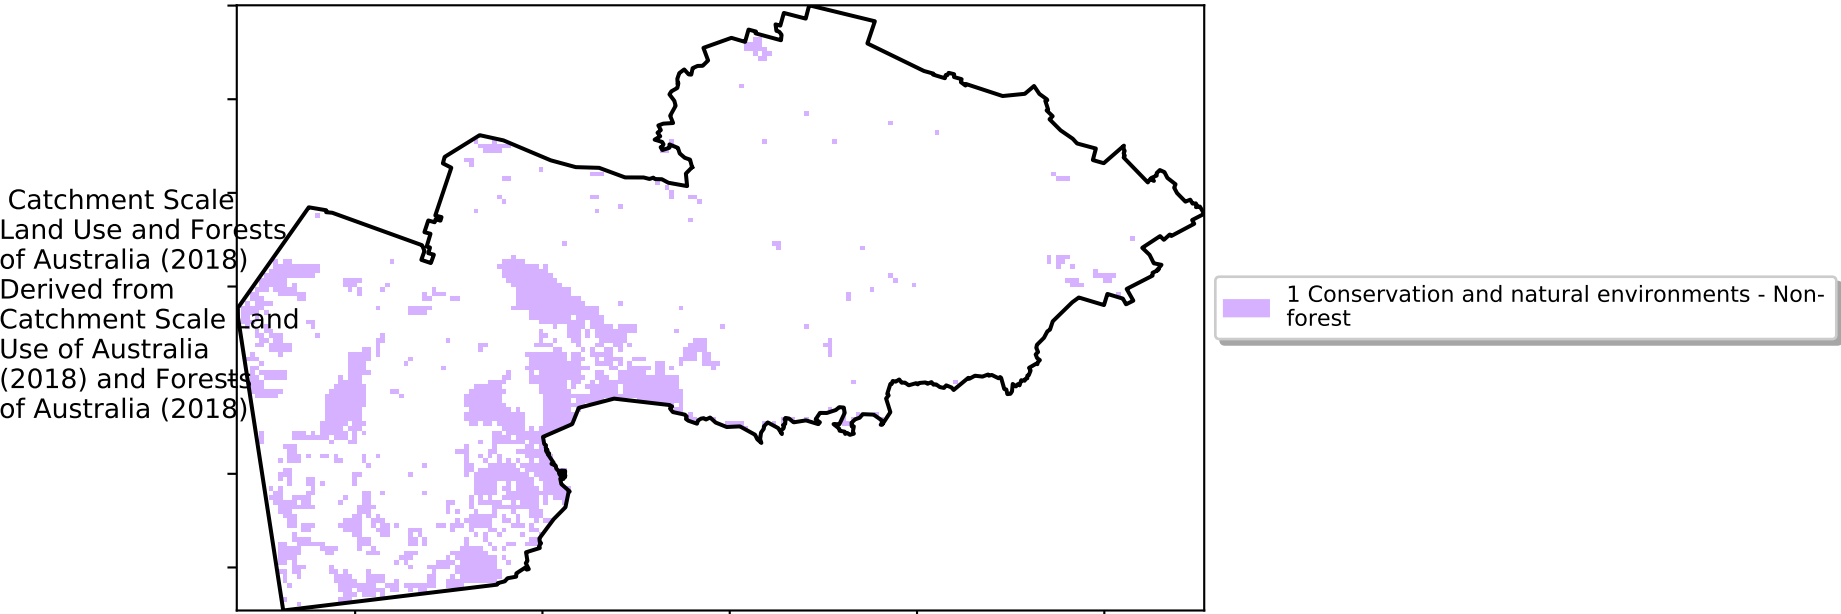 Catchment Scale
Land Use and Forests
of Australia (2018)
Derived from
Catchment Scale Land
Use of Australia
(2018) and Forests
of Australia (2018)
1 Conservation and natural environments - Non-
forest